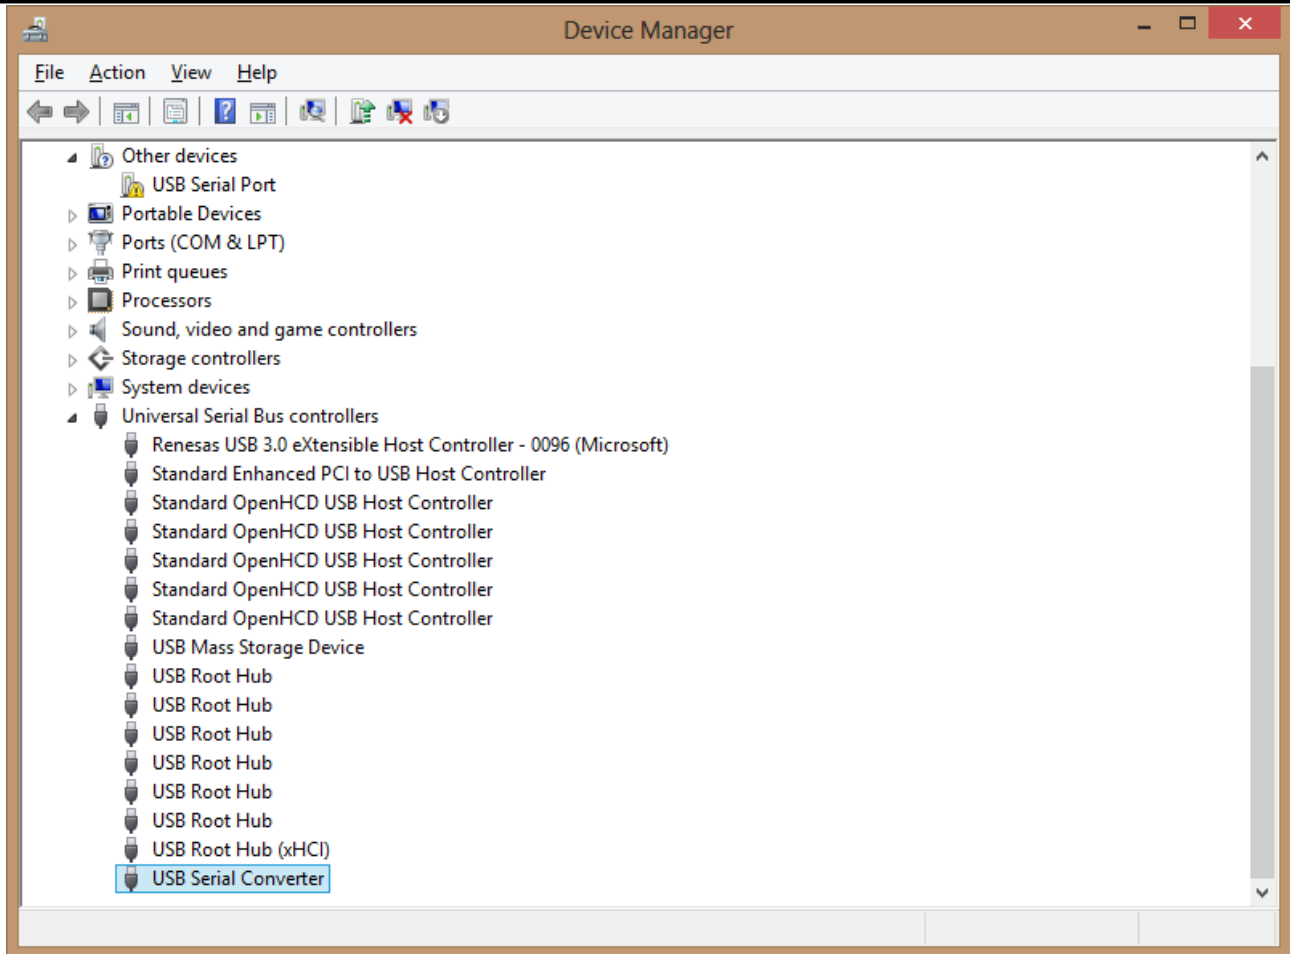 Device Manager
File Action View Help
Other devices
USB Serial Port
Portable Devices
Ports (COM & LPT)
Print queues
Processors
Sound, video and game controllers
Storage controllers
System devices
Universal Serial Bus controllers
Renesas USB 3.0 eXtensible Host Controller - 0096 (Microsoft)
Standard Enhanced PCI to USB Host Controller
Standard OpenHCD USB Host Controller
Standard OpenHCD USB Host Controller
Standard OpenHCD USB Host Controller
Standard OpenHCD USB Host Controller
Standard OpenHCD USB Host Controller
USB Mass Storage Device
USB Root Hub
USB Root Hub
USB Root Hub
USB Root Hub
USB Root Hub
USB Root Hub
USB Root Hub (xHCI)
USB Serial Converter